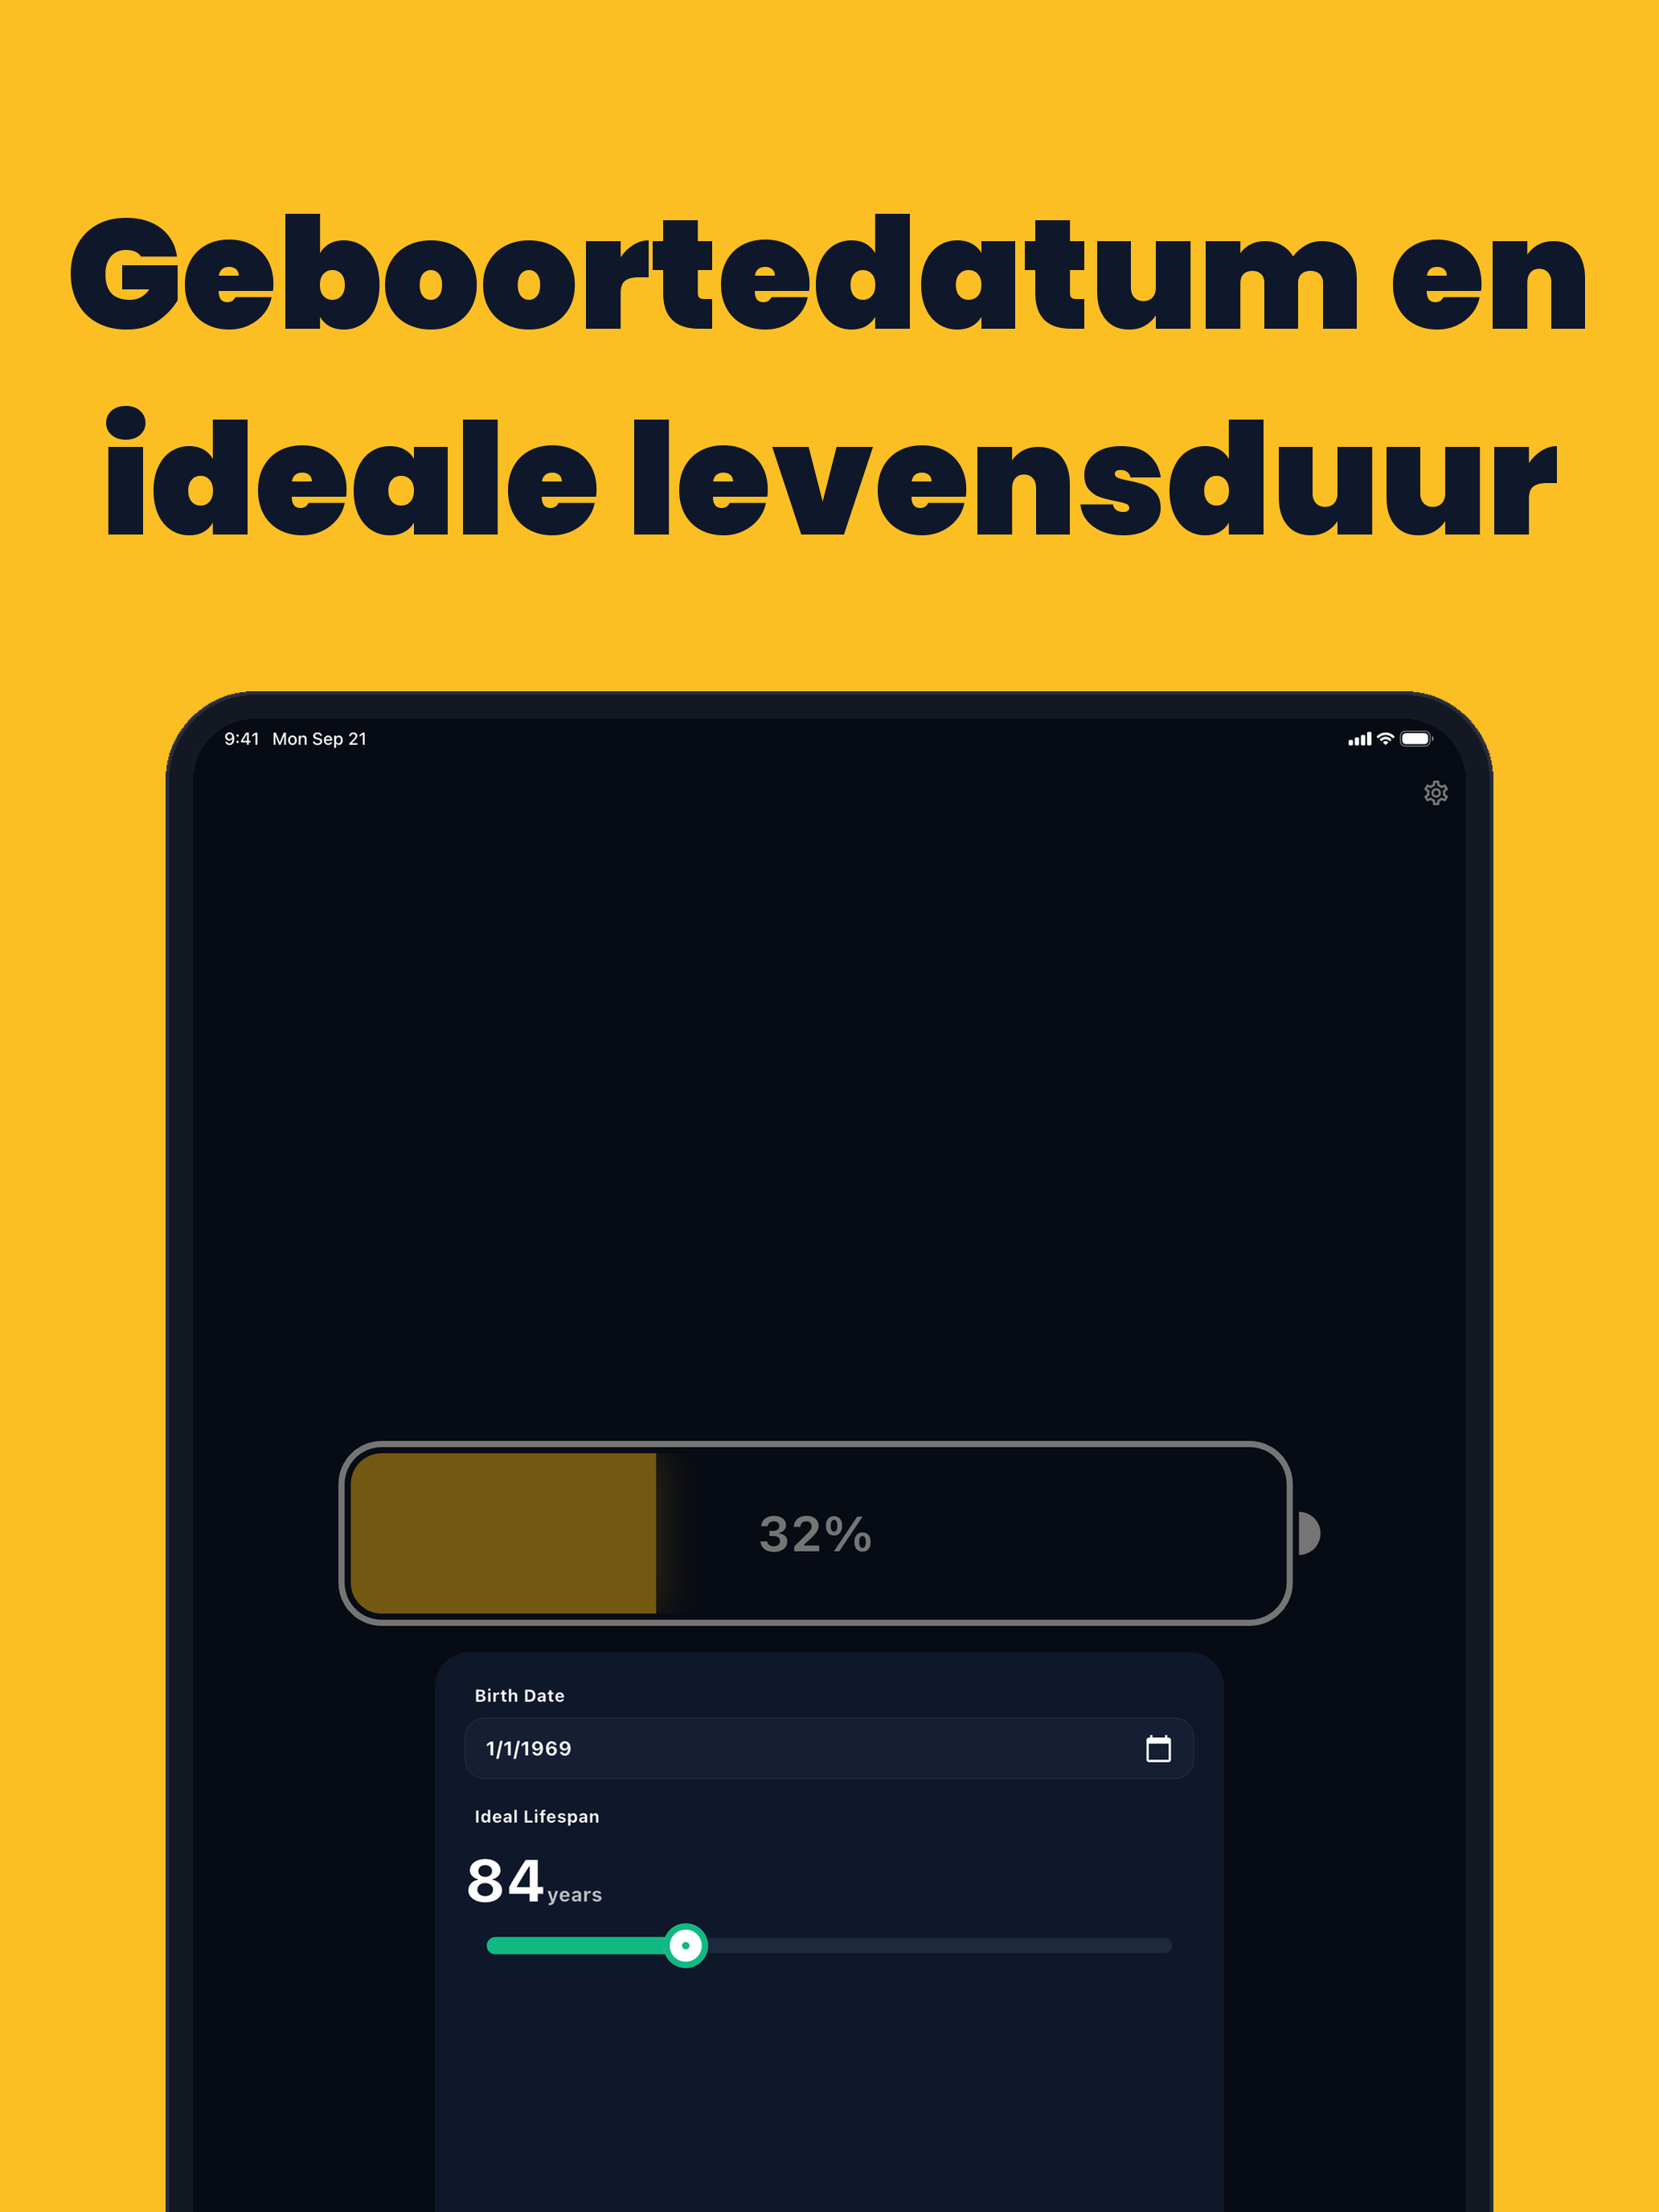 Geboortedatum en
ideale levensduur
9:41 Mon Sep 21
32%
Birth Date
1/1/1969
Ideal Lifespan
84 years